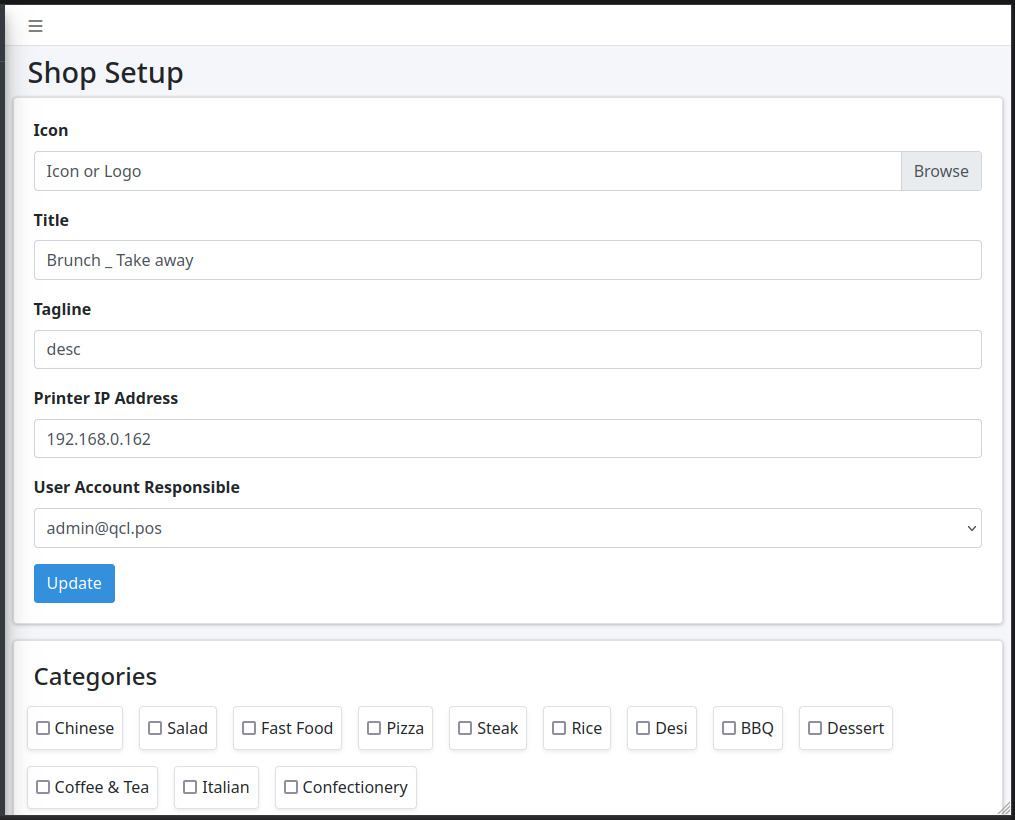 Shop Setup
Icon
Icon or Logo Browse
Title
Brunch _ Take away
Tagline
desc
Printer IP Address
192.168.0.162
User Account Responsible
admin@qcl.pos
Update
Categories
Chinese Salad Fast Food Pizza Steak Rice Desi BBQ Dessert
Coffee & Tea Italian Confectionery